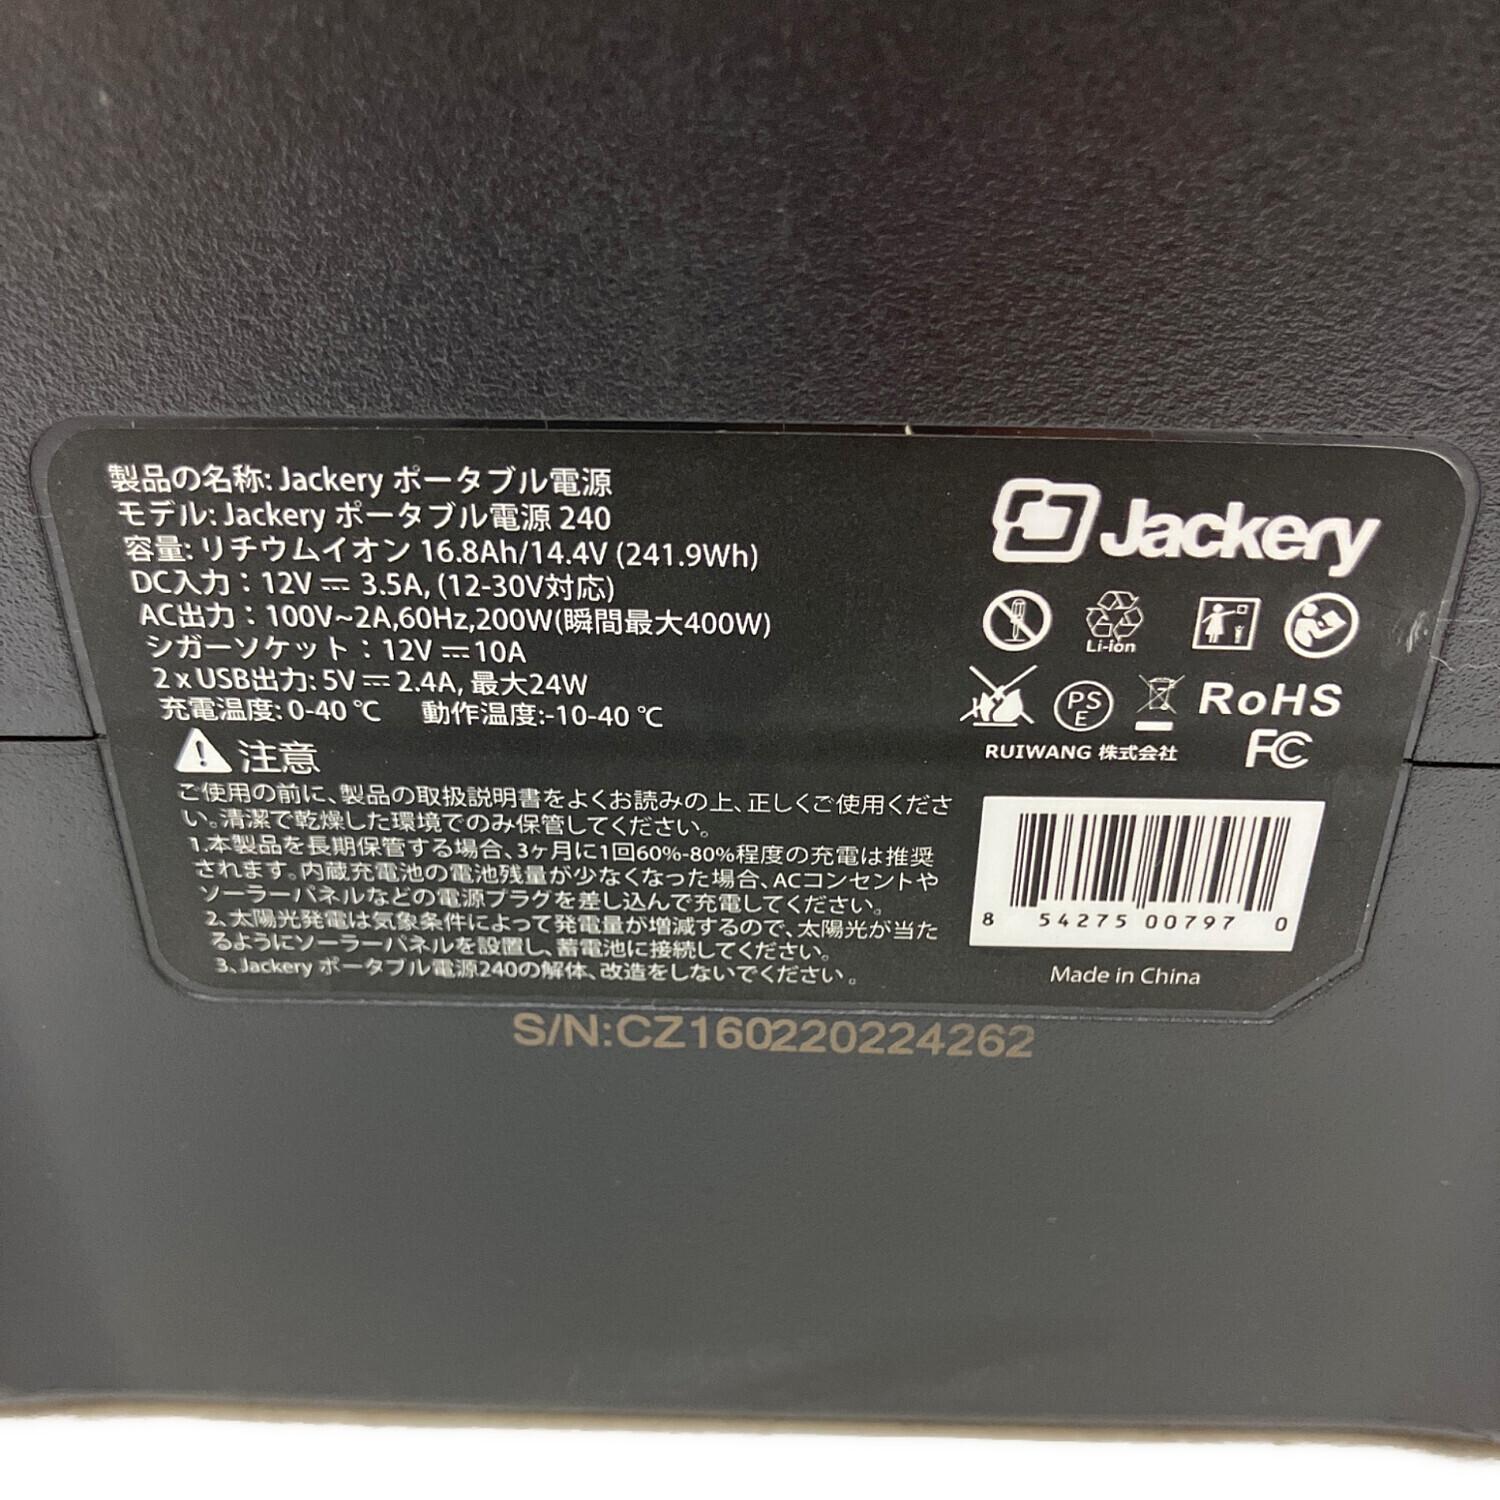 製品の名称: Jackery ポータブル電源
モデル: Jackery ポータブル電源 240
容量: リチウムイオン 16.8Ah/14.4V (241.9Wh)
DC入力：12V⎓ 3.5A, (12-30V対応)
AC出力：100V~2A,60Hz,200W(瞬間最大400W)
シガーソケット：12V⎓10A
2 x USB出力: 5V⎓ 2.4A, 最大24W
充電温度: 0-40 ℃ 動作温度:-10-40 ℃
注意
ご使用の前に、製品の取扱説明書をよくお読みの上、正しくご使用くださ
い。清潔で乾燥した環境でのみ保管してください。
1.本製品を長期保管する場合、3ヶ月に1回60%-80%程度の充電は推奨
されます。内蔵充電池の電池残量が少なくなった場合、ACコンセントや
ソーラーパネルなどの電源プラグを差し込んで充電してください。
2.太陽光発電は気象条件によって発電量が増減するので、太陽光が当た
るようにソーラーパネルを設置し、蓄電池に接続してください。
3、Jackery ポータブル電源240の解体、改造をしないでください。
Jackery
Li-ion
PS
E
RoHS
RUIWANG 株式会社
FC
8 54275 00797 0
Made in China
S/N:CZ160220224262